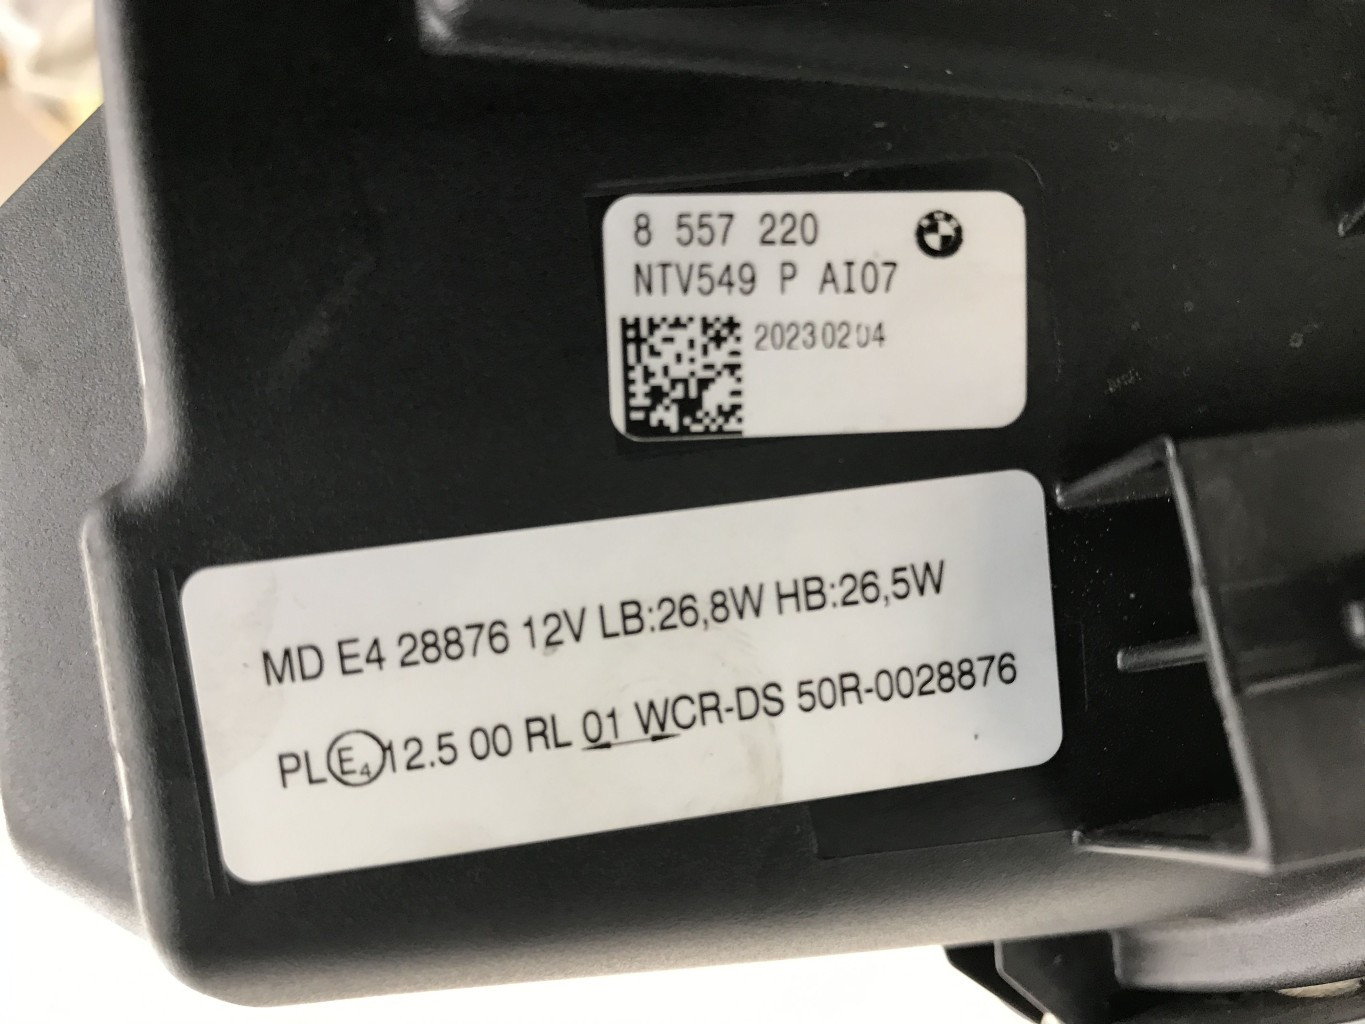 8 557 220
NTV549 P AI07
20230204
MD E4 28876 12V LB:26,8W HB:26,5W
PL E4 12.5 00 RL 01 WCR-DS 50R-0028876